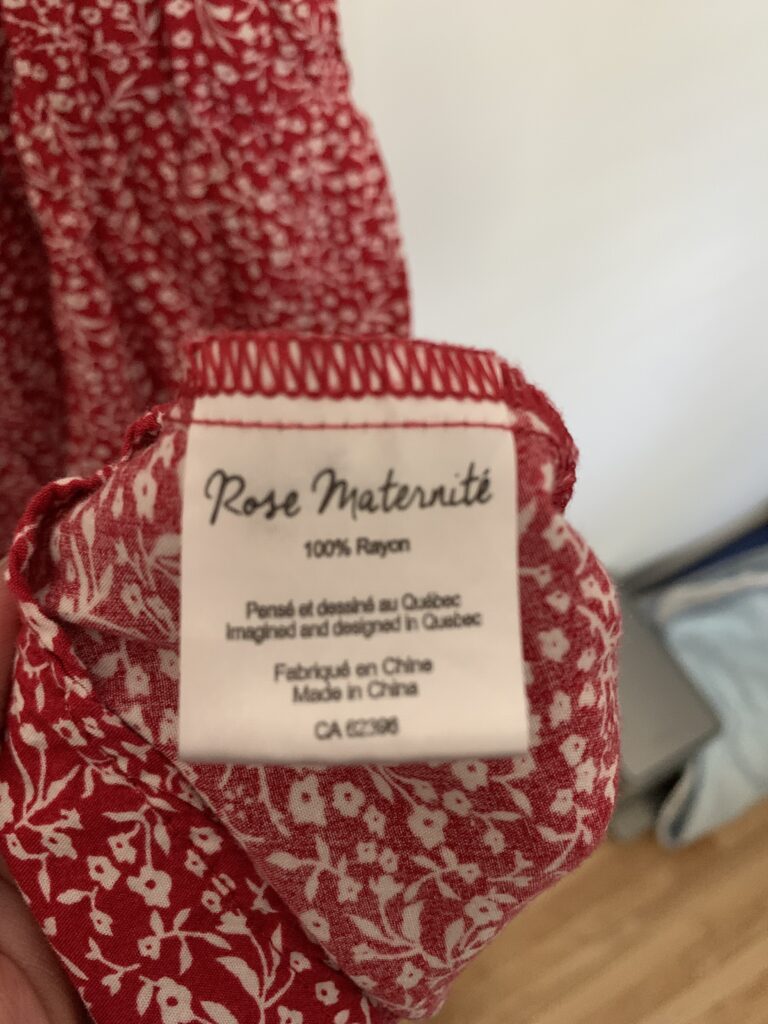 Rose Maternité
100% Rayon
Pensé et dessiné au Québec
Imagined and designed in Quebec
Fabriqué en Chine
Made in China
CA 62396